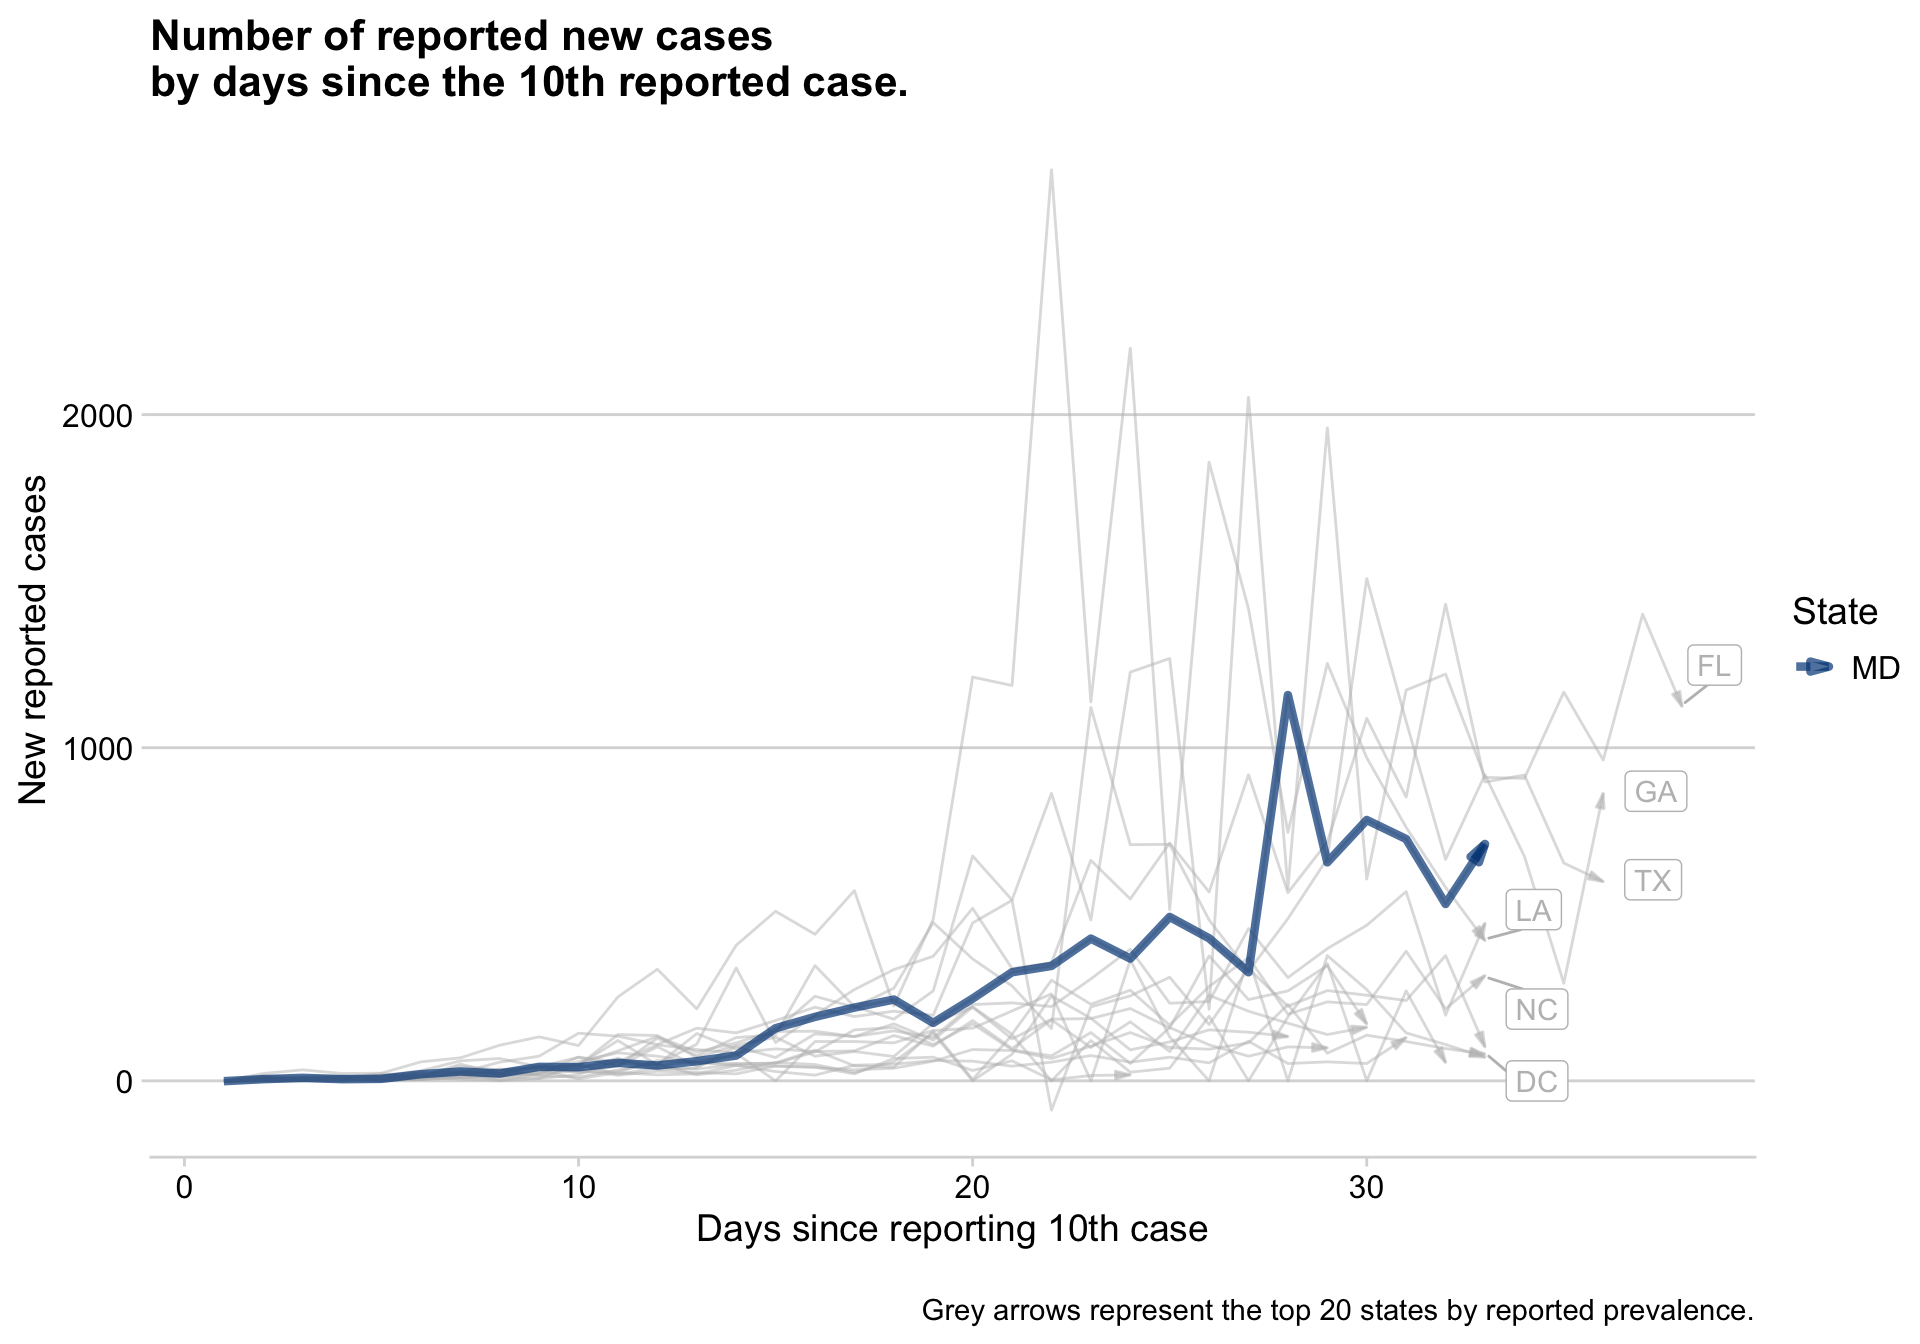 Number of reported new cases
by days since the 10th reported case.
New reported cases
2000
1000
0
0
10
20
30
Days since reporting 10th case
FL
GA
TX
LA
NC
DC
State
MD
Grey arrows represent the top 20 states by reported prevalence.